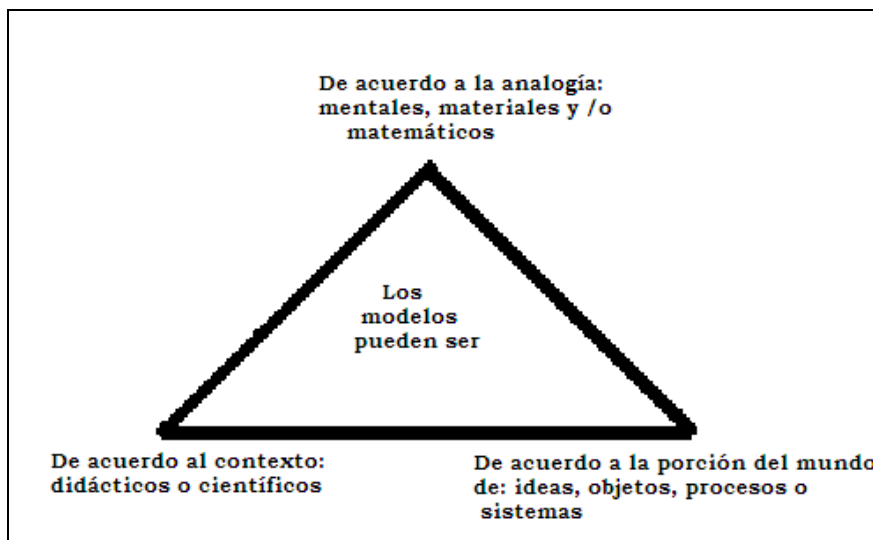 De acuerdo a la analogía:
mentales, materiales y /o
matemáticos
Los
modelos
pueden ser
De acuerdo al contexto:
didácticos o científicos
De acuerdo a la porción del mundo
de: ideas, objetos, procesos o
sistemas